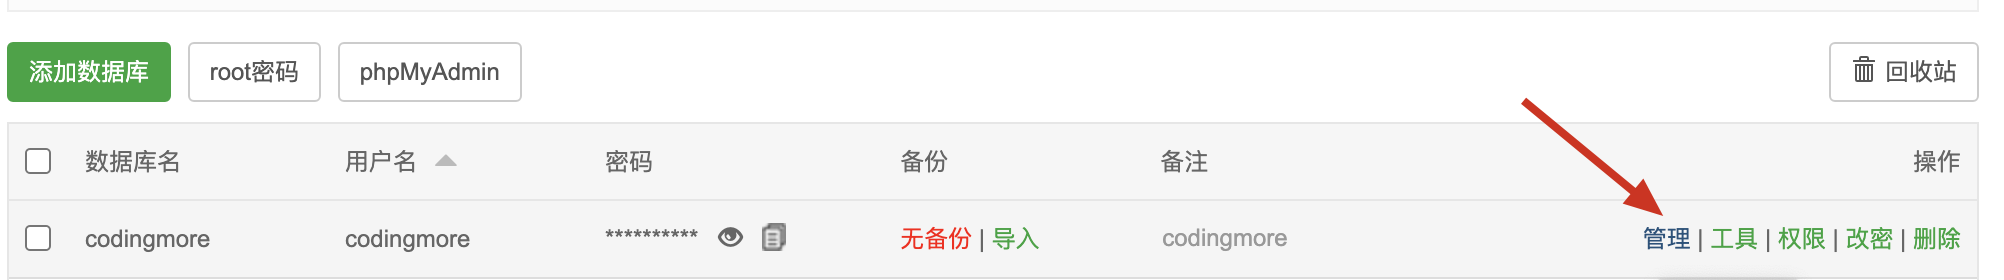 添加数据库 root密码 phpMyAdmin 回收站
数据库名 用户名 密码 备份 备注 操作
codingmore codingmore ********** 无备份 | 导入 codingmore 管理 | 工具 | 权限 | 改密 | 删除